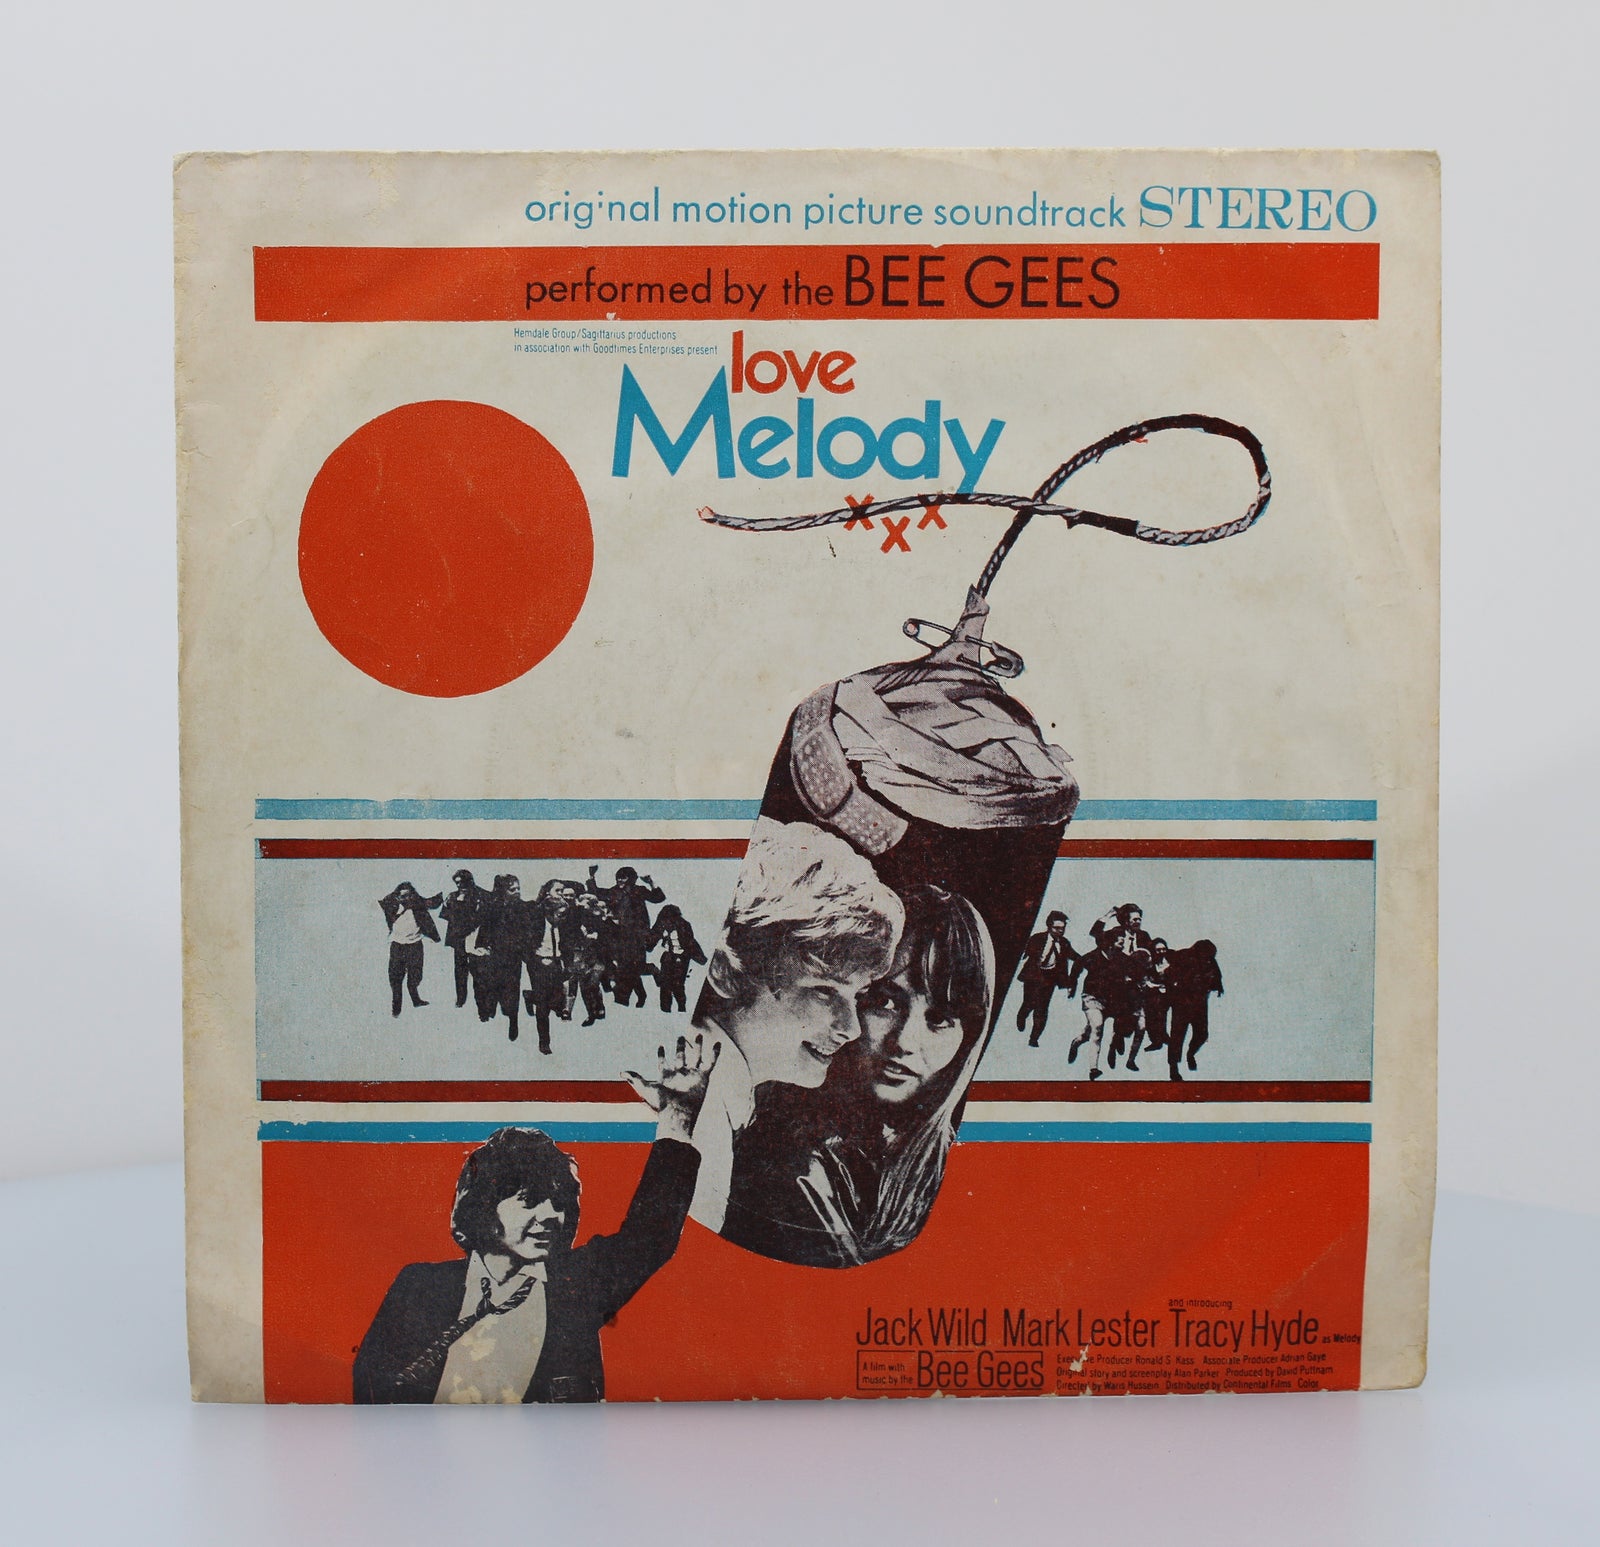 original motion picture soundtrack STEREO
performed by the BEE GEES
Hemdale Group/Sagittarius productions
in association with Goodtimes Enterprises present
love
Melody
x x x
and introducing
Jack Wild Mark Lester Tracy Hyde as Melody
A film with
music by the Bee Gees
Executive Producer Ronald S. Kass Associate Producer Adrian Gaye
Original story and screenplay Alan Parker Produced by David Puttnam
Directed by Waris Hussein Distributed by Continental Films Color